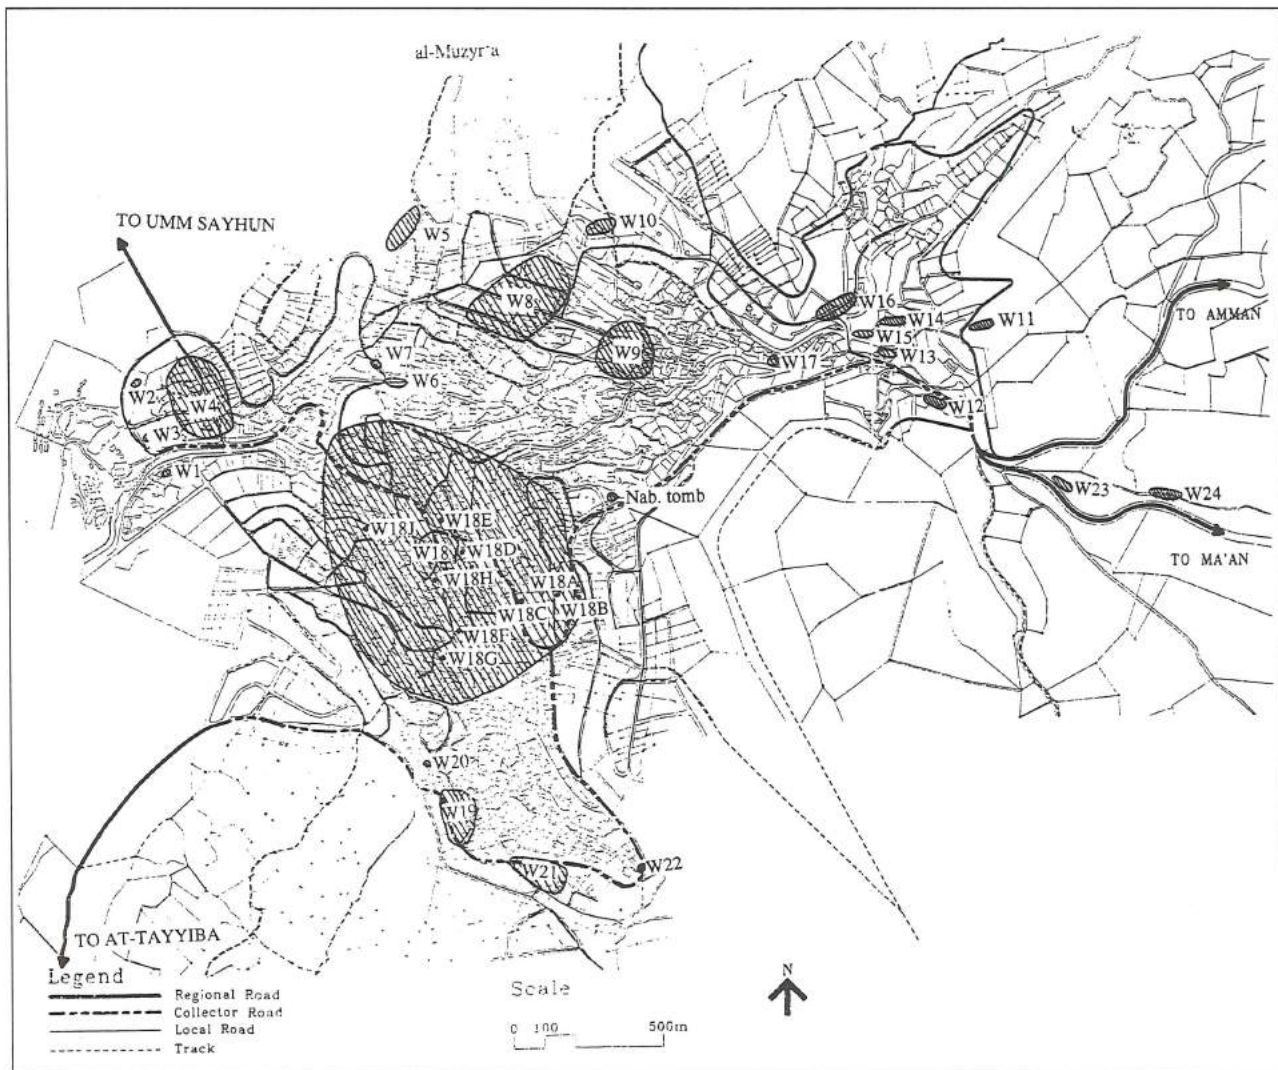 al-Muzyr'a
TO UMM SAYHUN
W5
W10
W8
W16
W14
W11
TO AMMAN
W15
W9
W7
W17
W13
W6
W2
W4
W12
W3
W1
W23
W24
Nab. tomb
W18J
W18E
W18
W18D
TO MA'AN
W18H
W18A
W18C
W18B
W18F
W18G
W20
W19
W21
W22
TO AT-TAYYIBA
Legend
Regional Road
Collector Road
Local Road
Track
Scale
0 100 500m
N